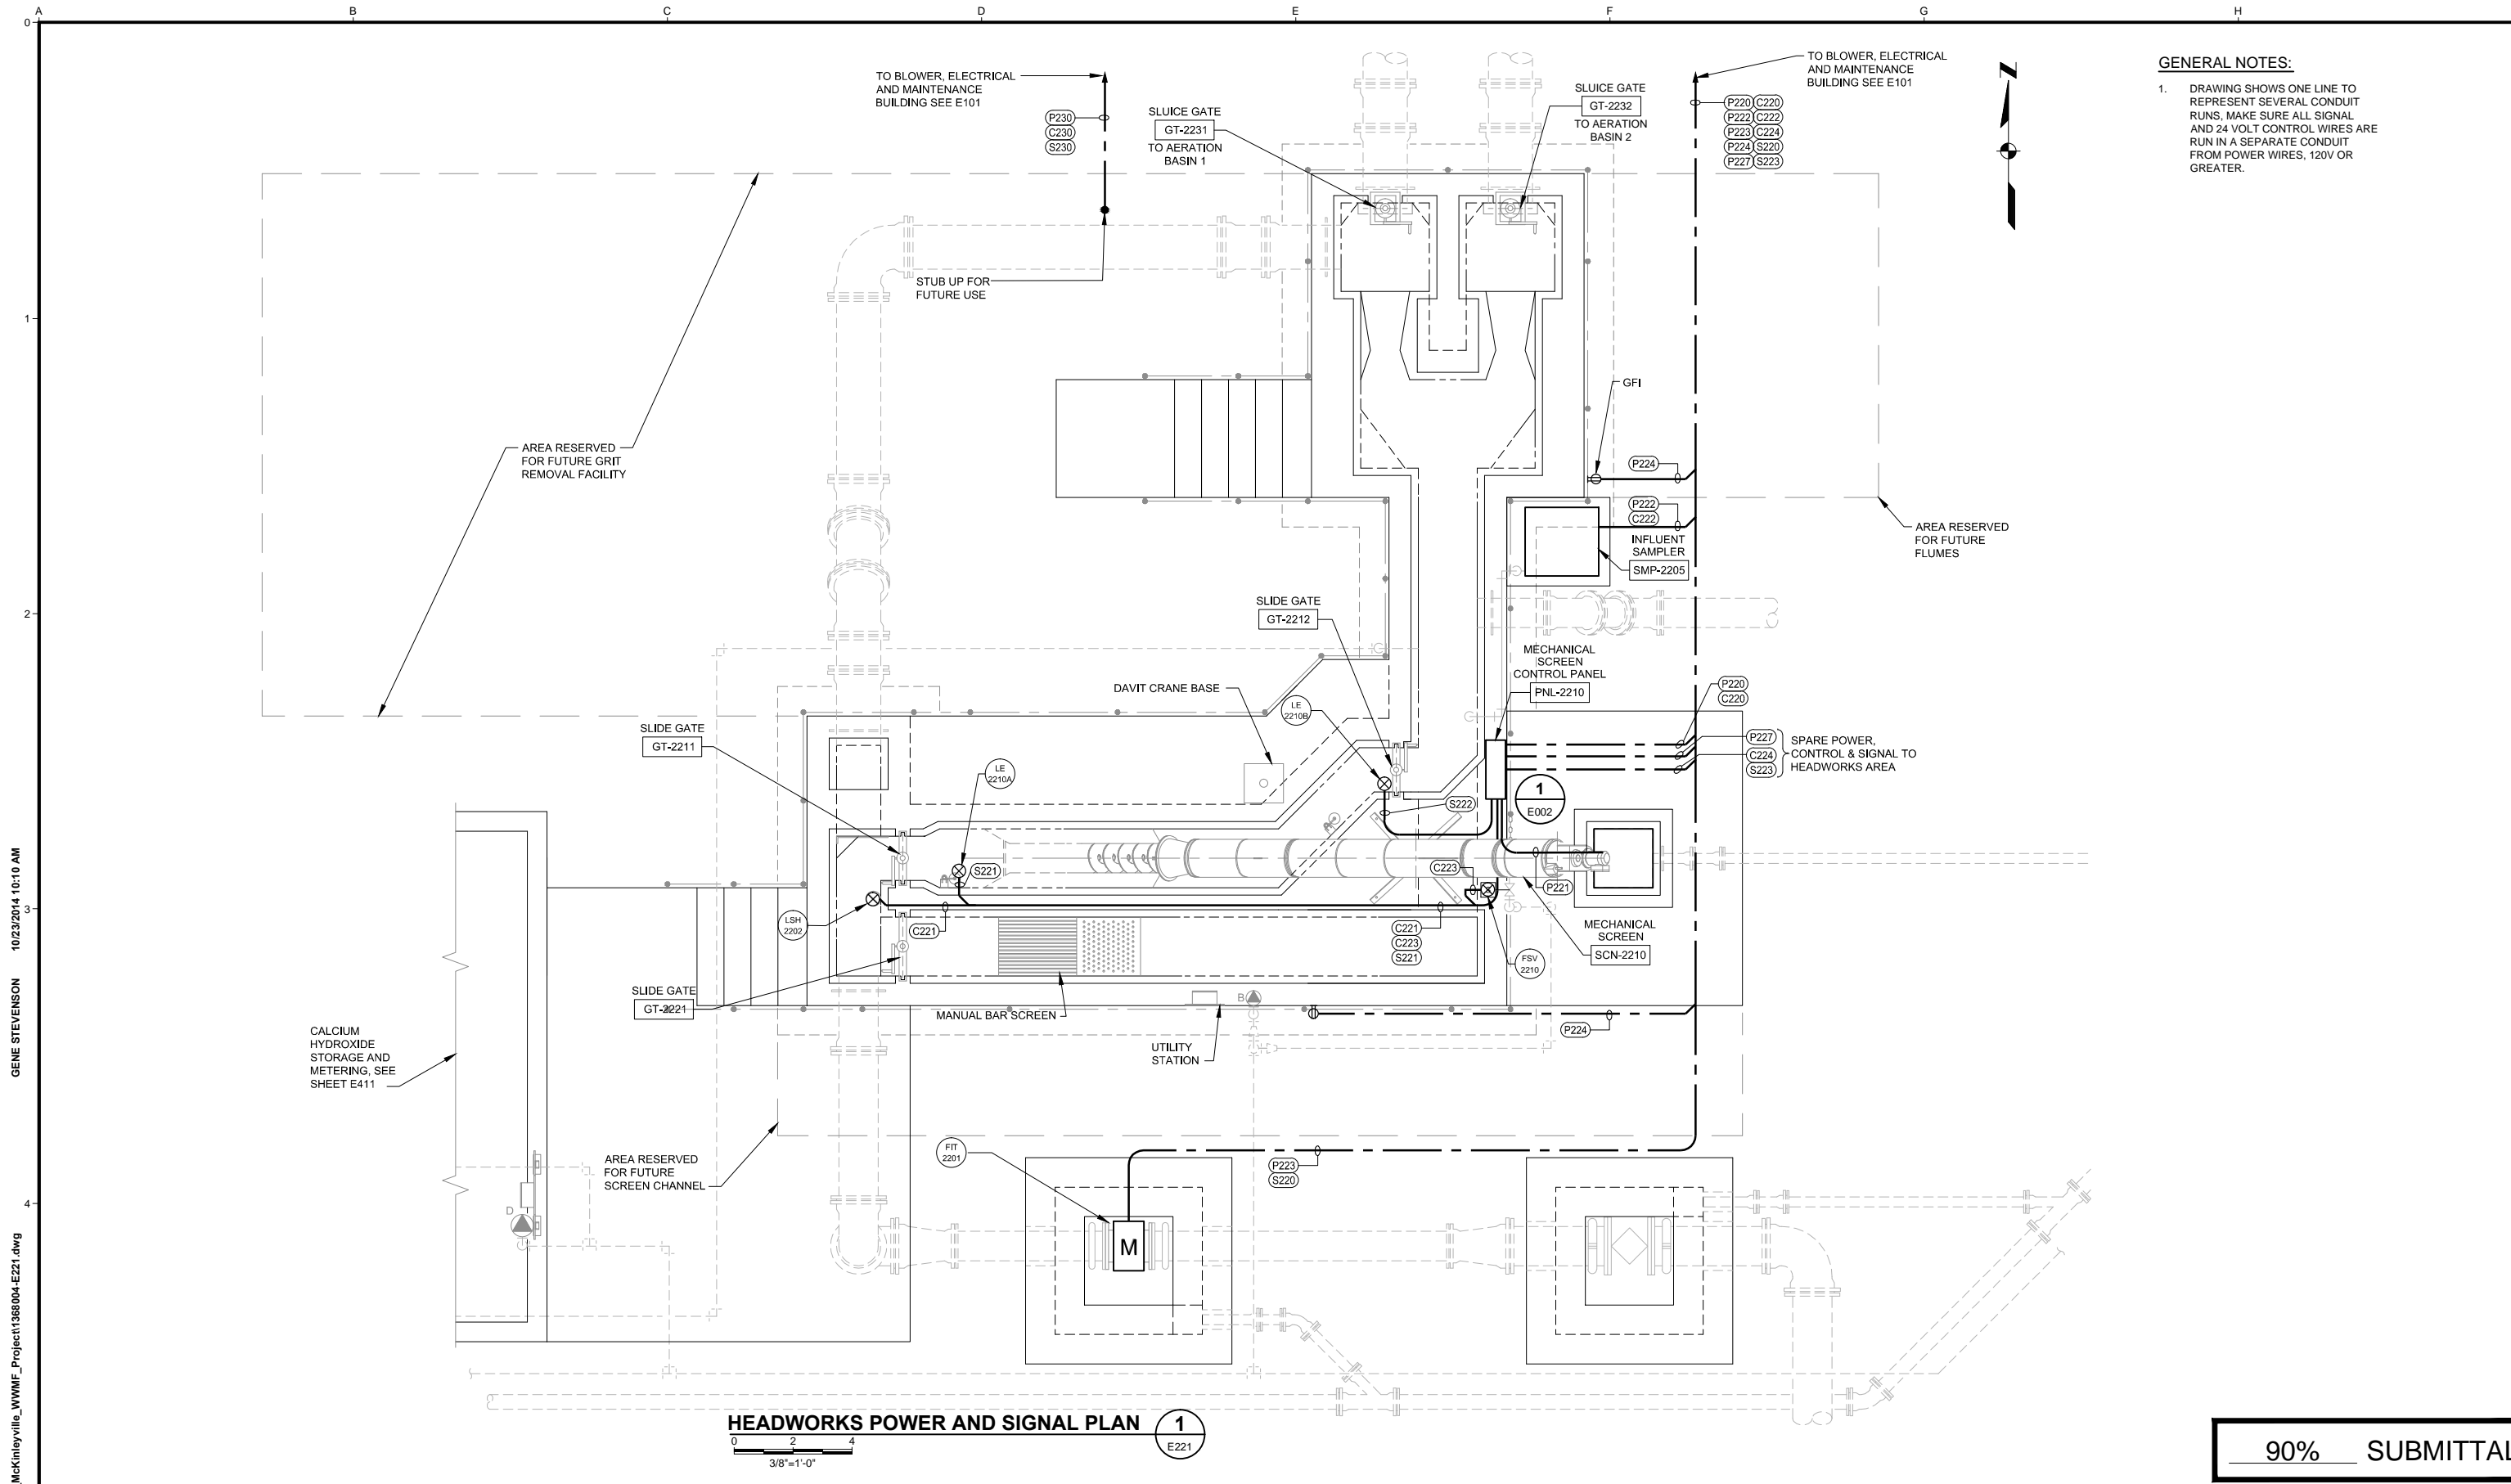 A
B
C
D
E
F
G
H
0
1
2
3
4
TO BLOWER, ELECTRICAL
AND MAINTENANCE
BUILDING SEE E101
P230
C230
S230
SLUICE GATE
GT-2231
TO AERATION
BASIN 1
SLUICE GATE
GT-2232
TO AERATION
BASIN 2
TO BLOWER, ELECTRICAL
AND MAINTENANCE
BUILDING SEE E101
P220 C220
P222 C222
P223 C224
P224 S220
P227 S223
N
GENERAL NOTES:
1. DRAWING SHOWS ONE LINE TO
REPRESENT SEVERAL CONDUIT
RUNS, MAKE SURE ALL SIGNAL
AND 24 VOLT CONTROL WIRES ARE
RUN IN A SEPARATE CONDUIT
FROM POWER WIRES, 120V OR
GREATER.
STUB UP FOR
FUTURE USE
GFI
AREA RESERVED
FOR FUTURE GRIT
REMOVAL FACILITY
P224
P222
C222
INFLUENT
SAMPLER
SMP-2205
AREA RESERVED
FOR FUTURE
FLUMES
SLIDE GATE
GT-2212
MECHANICAL
SCREEN
CONTROL PANEL
PNL-2210
DAVIT CRANE BASE
LE
2210B
P220
C220
SLIDE GATE
GT-2211
P227
C224
S223
SPARE POWER,
CONTROL & SIGNAL TO
HEADWORKS AREA
LE
2210A
S222
1
E002
S221
C223
P221
LSH
2202
C221
C221
C223
S221
FSV
2210
MECHANICAL
SCREEN
SCN-2210
SLIDE GATE
GT-2221
MANUAL BAR SCREEN
B
P224
UTILITY
STATION
CALCIUM
HYDROXIDE
STORAGE AND
METERING, SEE
SHEET E411
AREA RESERVED
FOR FUTURE
SCREEN CHANNEL
FIT
2201
P223
S220
D
M
HEADWORKS POWER AND SIGNAL PLAN
1
E221
0 2 4
3/8"=1'-0"
90% SUBMITTAL
McKinleyville_WWMF_Project\1368004-E221.dwg GENE STEVENSON 10/23/2014 10:10 AM